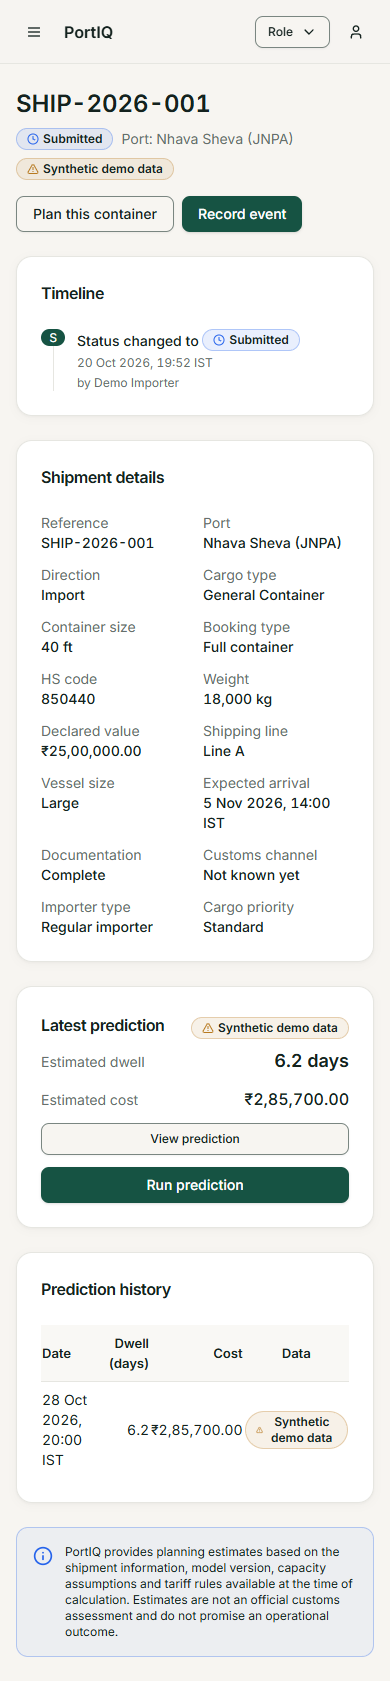 PortIQ
Role
SHIP-2026-001
Submitted Port: Nhava Sheva (JNPA)
Synthetic demo data
Plan this container Record event
Timeline
S
Status changed to Submitted
20 Oct 2026, 19:52 IST
by Demo Importer
Shipment details
Reference Port
SHIP-2026-001 Nhava Sheva (JNPA)
Direction Cargo type
Import General Container
Container size Booking type
40 ft Full container
HS code Weight
850440 18,000 kg
Declared value Shipping line
₹25,00,000.00 Line A
Vessel size Expected arrival
Large 5 Nov 2026, 14:00
IST
Documentation Customs channel
Complete Not known yet
Importer type Cargo priority
Regular importer Standard
Latest prediction Synthetic demo data
Estimated dwell 6.2 days
Estimated cost ₹2,85,700.00
View prediction
Run prediction
Prediction history
Date Dwell (days) Cost Data
28 Oct
2026,
20:00
IST
6.2 ₹2,85,700.00 Synthetic
demo data
PortIQ provides planning estimates based on the
shipment information, model version, capacity
assumptions and tariff rules available at the time of
calculation. Estimates are not an official customs
assessment and do not promise an operational
outcome.